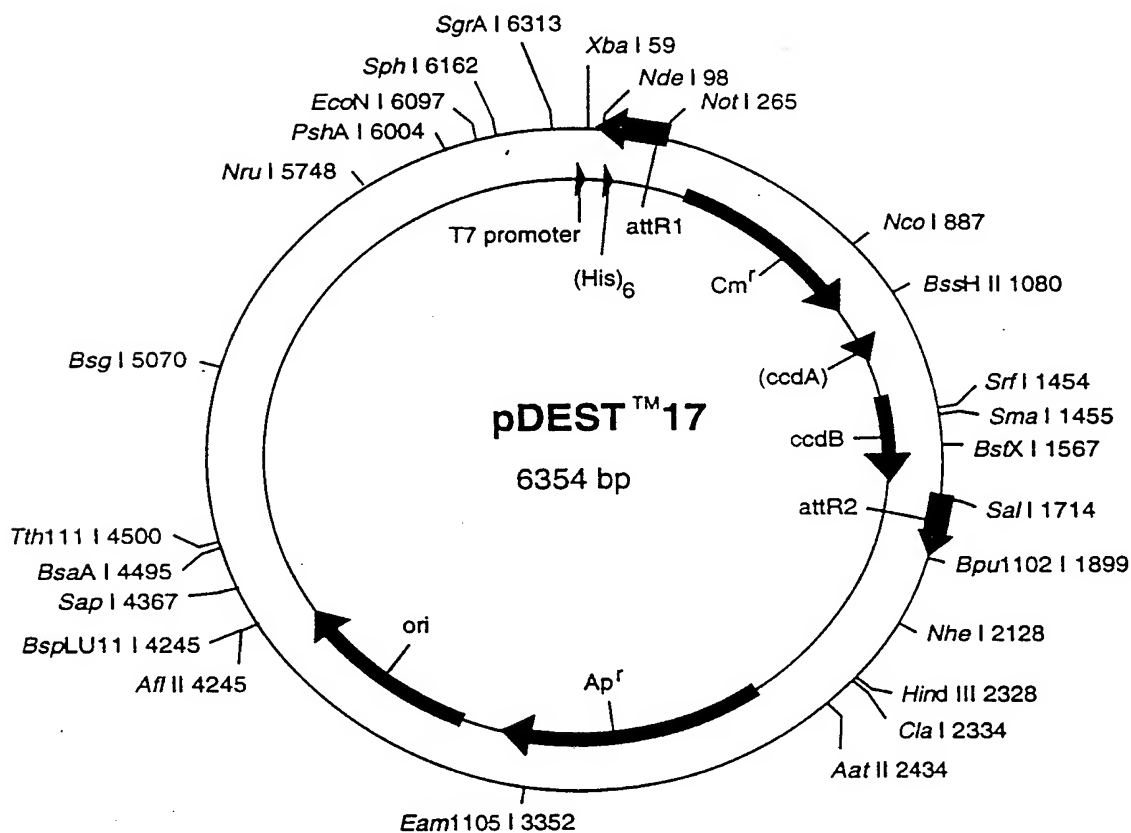 SgrA I 6313
Xba I 59
Sph I 6162
Nde I 98
EcoN I 6097
Not I 265
PshA I 6004
Nru I 5748
T7 promoter
attR1
(His)6
Cmr
Nco I 887
BssH II 1080
Bsg I 5070
(ccdA)
Srf I 1454
Sma I 1455
pDEST™17
ccdB
BstX I 1567
6354 bp
attR2
Sal I 1714
Tth111 I 4500
Bpu1102 I 1899
BsaA I 4495
Sap I 4367
ori
Nhe I 2128
BspLU11 I 4245
Afl II 4245
Apr
Hind III 2328
Cla I 2334
Aat II 2434
Eam1105 I 3352